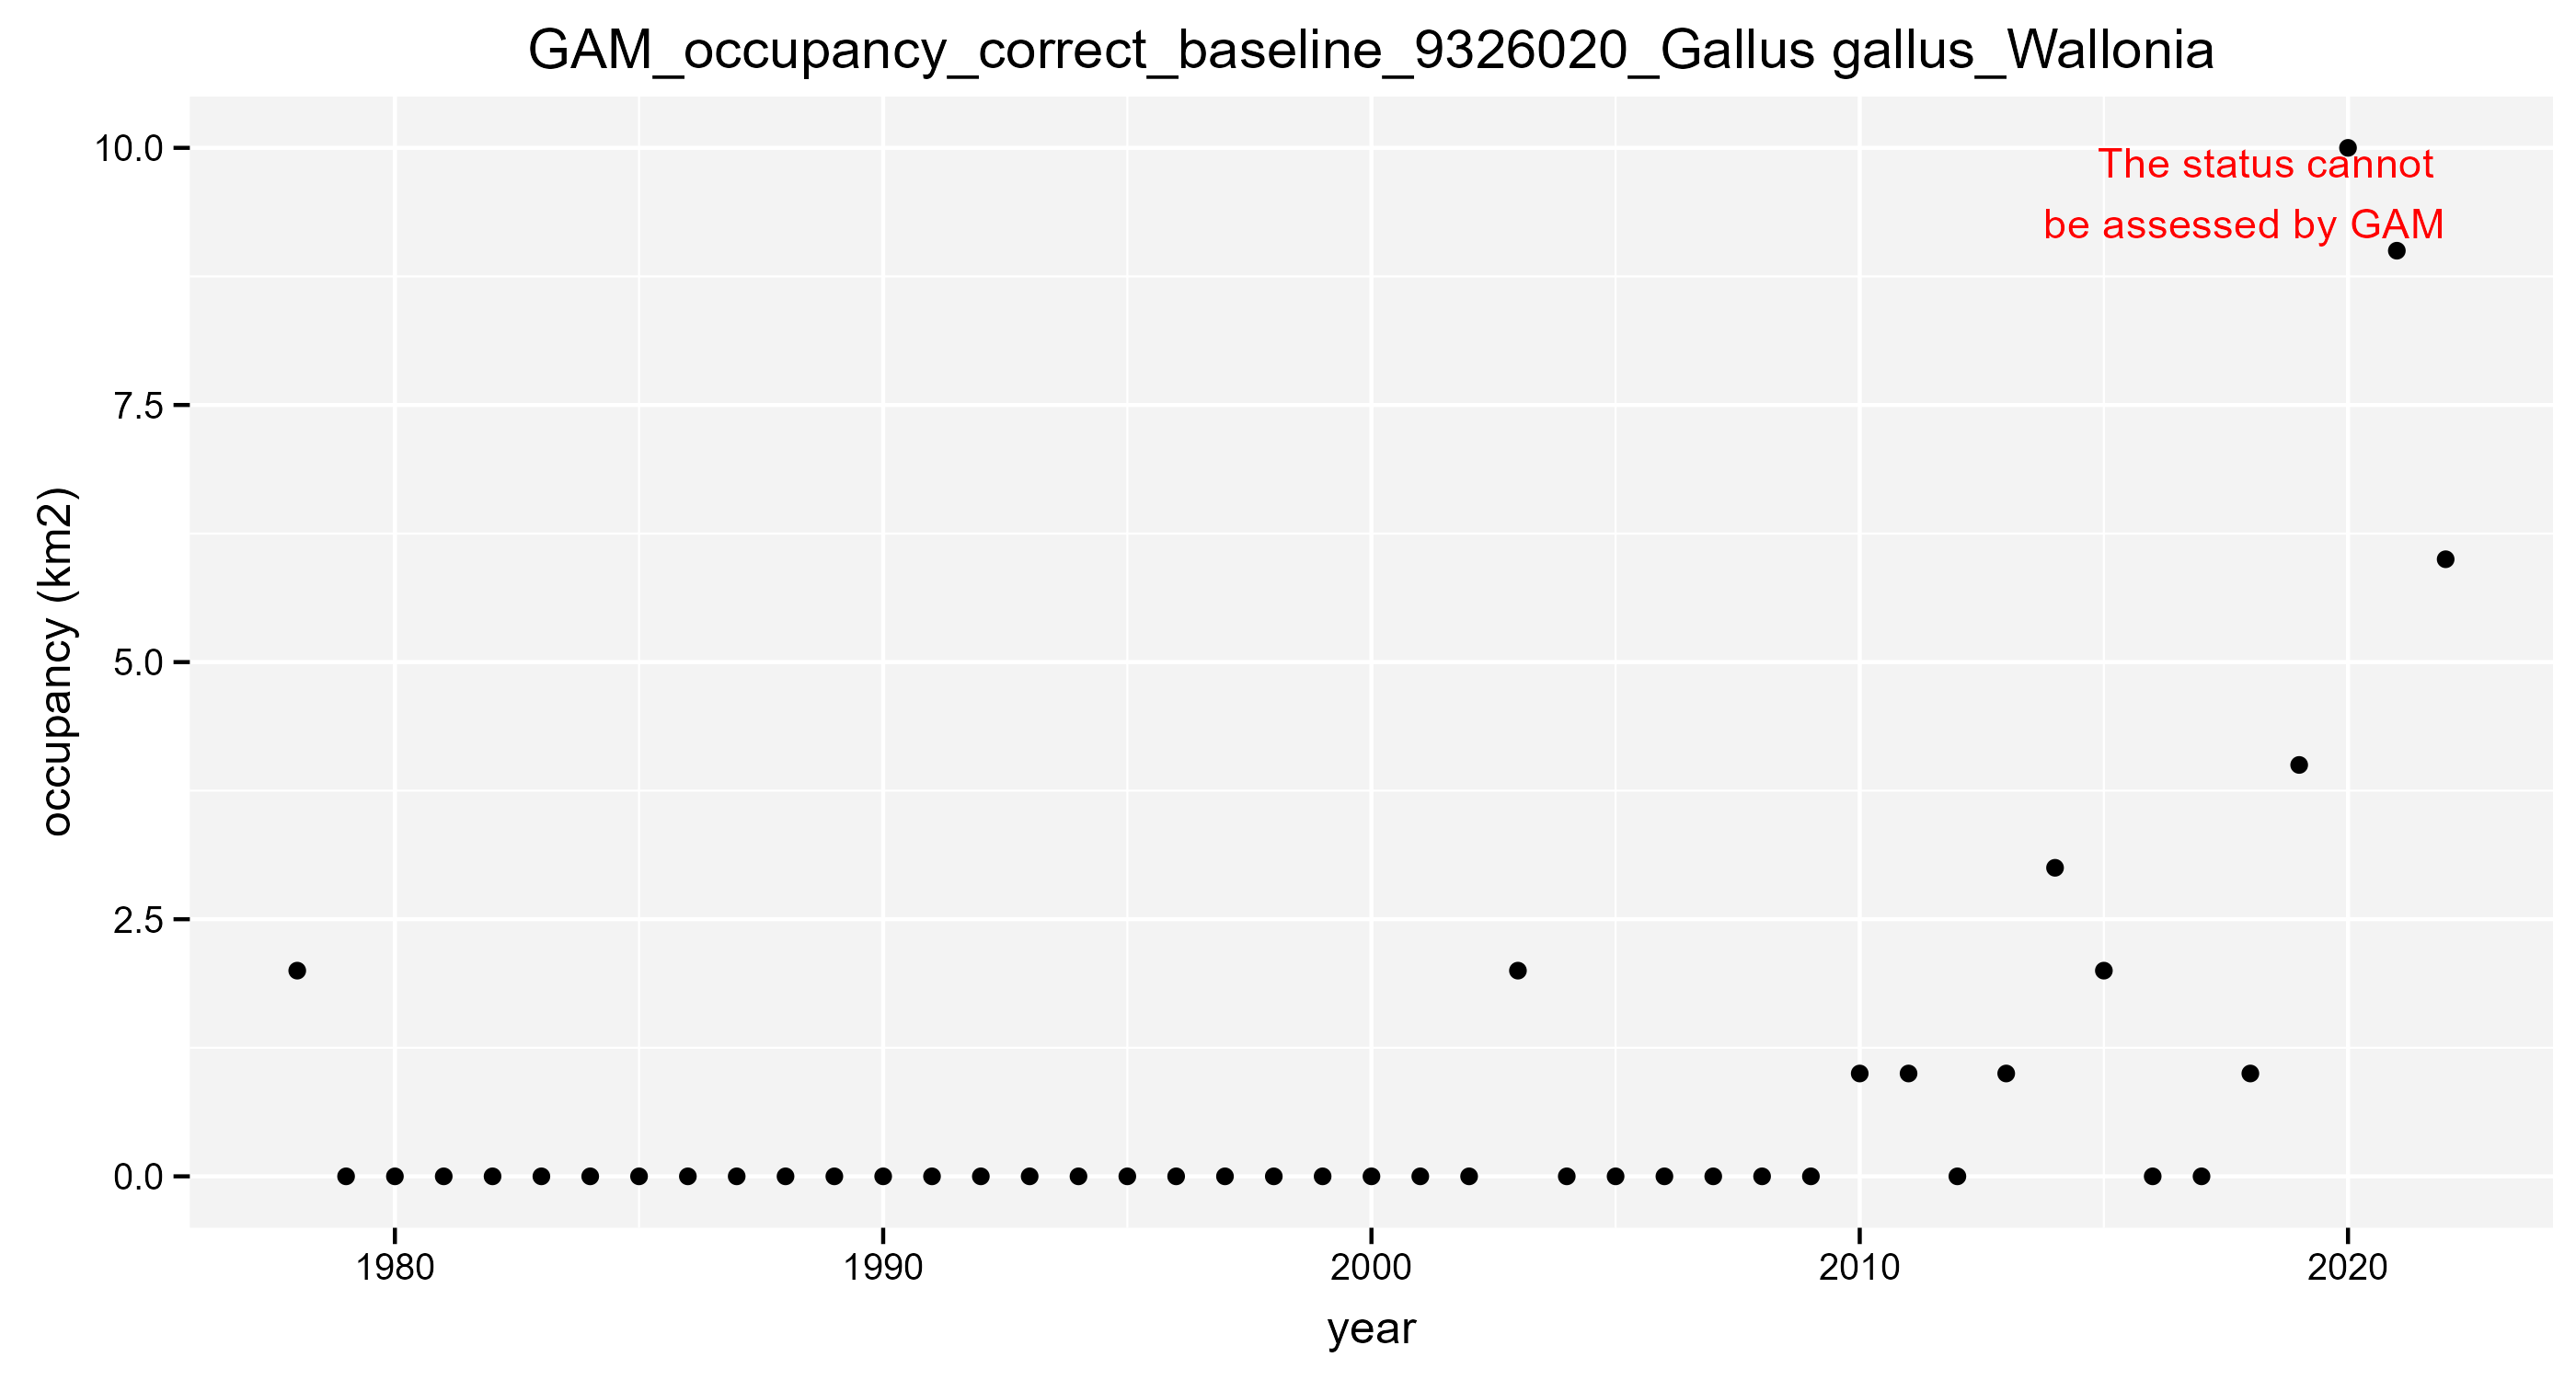 GAM_occupancy_correct_baseline_9326020_Gallus gallus_Wallonia
10.0
The status cannot
be assessed by GAM
7.5
occupancy (km2)
5.0
2.5
0.0
1980 1990 2000 2010 2020
year